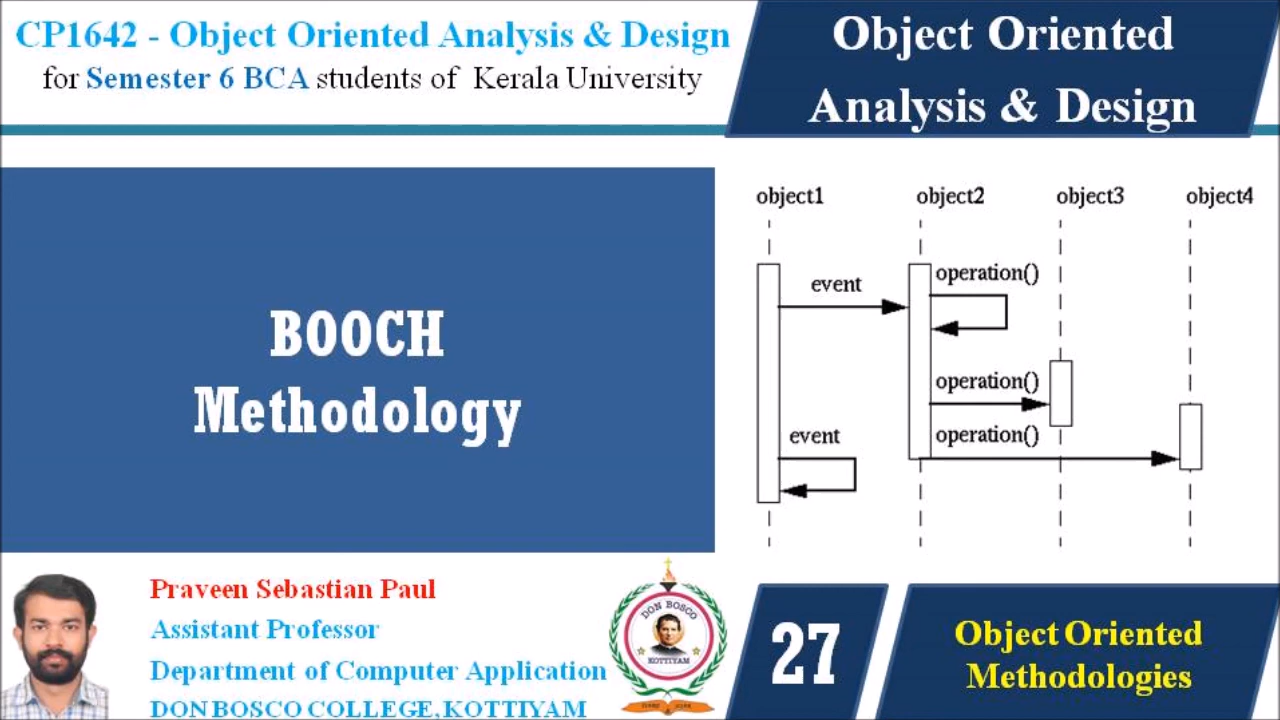 CP1642 - Object Oriented Analysis & Design
for Semester 6 BCA students of Kerala University
Object Oriented
Analysis & Design
BOOCH
Methodology
object1 object2 object3 object4
operation()
event
operation()
event operation()
Praveen Sebastian Paul
Assistant Professor
Department of Computer Application
DON BOSCO COLLEGE, KOTTIYAM
DON BOSCO
KOTTIYAM
27
Object Oriented
Methodologies